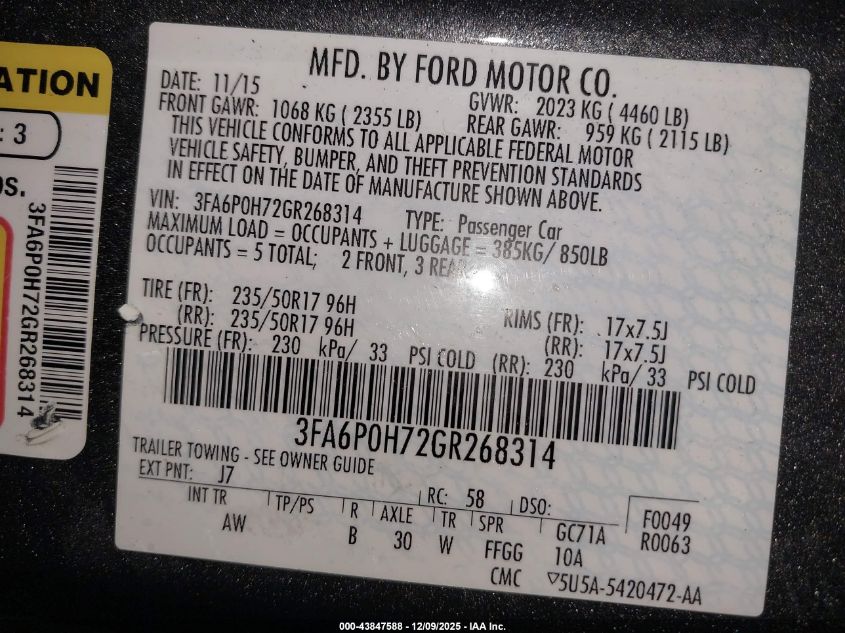 ATION
: 3
OS.
3FA6P0H72GR268314
MFD. BY FORD MOTOR CO.
DATE: 11/15 GVWR: 2023 KG ( 4460 LB)
FRONT GAWR: 1068 KG ( 2355 LB) REAR GAWR: 959 KG ( 2115 LB)
THIS VEHICLE CONFORMS TO ALL APPLICABLE FEDERAL MOTOR
VEHICLE SAFETY, BUMPER, AND THEFT PREVENTION STANDARDS
IN EFFECT ON THE DATE OF MANUFACTURE SHOWN ABOVE.
VIN: 3FA6P0H72GR268314 TYPE: Passenger Car
MAXIMUM LOAD = OCCUPANTS + LUGGAGE = 385KG/ 850LB
OCCUPANTS = 5 TOTAL; 2 FRONT, 3 REAR
TIRE (FR): 235/50R17 96H RIMS (FR): 17x7.5J
(RR): 235/50R17 96H (RR): 17x7.5J
PRESSURE (FR): 230 kPa/ 33 PSI COLD (RR): 230 kPa/ 33 PSI COLD
3FA6P0H72GR268314
TRAILER TOWING - SEE OWNER GUIDE
EXT PNT: J7 RC: 58 DSO: F0049
INT TR TP/PS R AXLE TR SPR GC71A R0063
AW B 30 W FFGG 10A
CMC ▽5U5A-5420472-AA
000-43847588 - 12/09/2025 - IAA Inc.